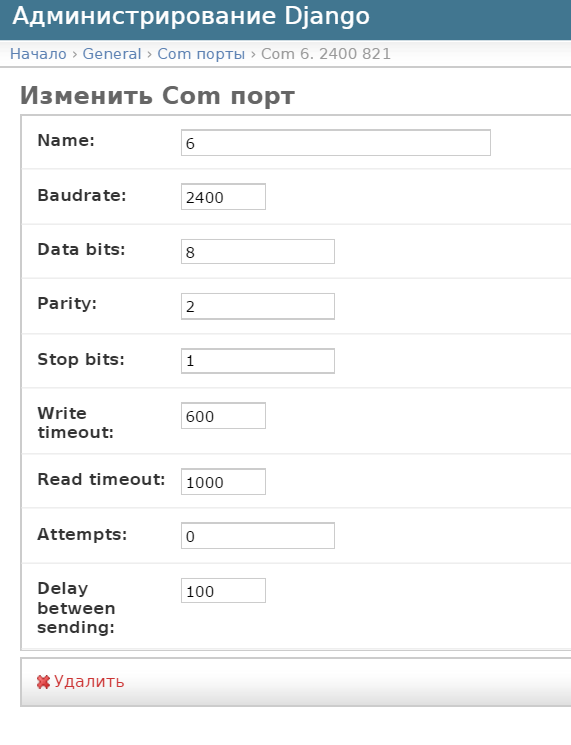 Администрирование Django
Начало › General › Com порты › Com 6. 2400 821
Изменить Com порт
Name: 6
Baudrate: 2400
Data bits: 8
Parity: 2
Stop bits: 1
Write
timeout: 600
Read timeout: 1000
Attempts: 0
Delay
between
sending: 100
Удалить